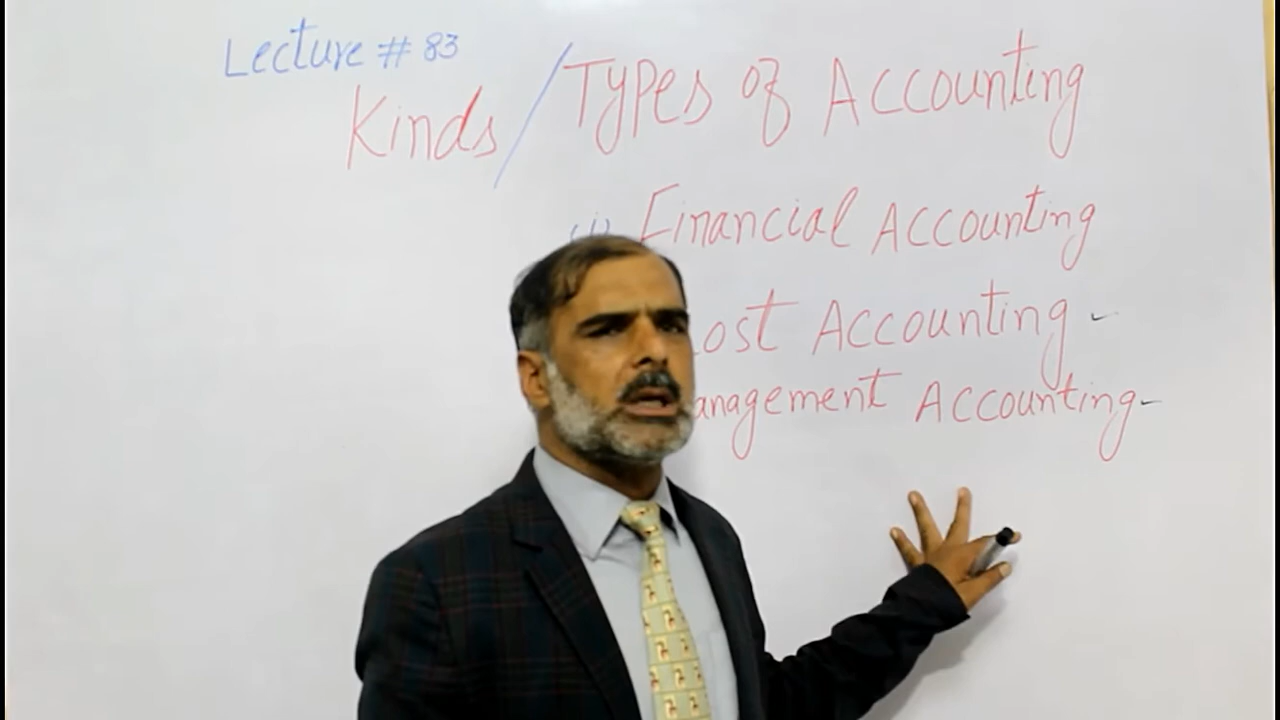 Lecture # 83
Kinds / Types of Accounting
(i) Financial Accounting
ost Accounting -
anagement Accounting -